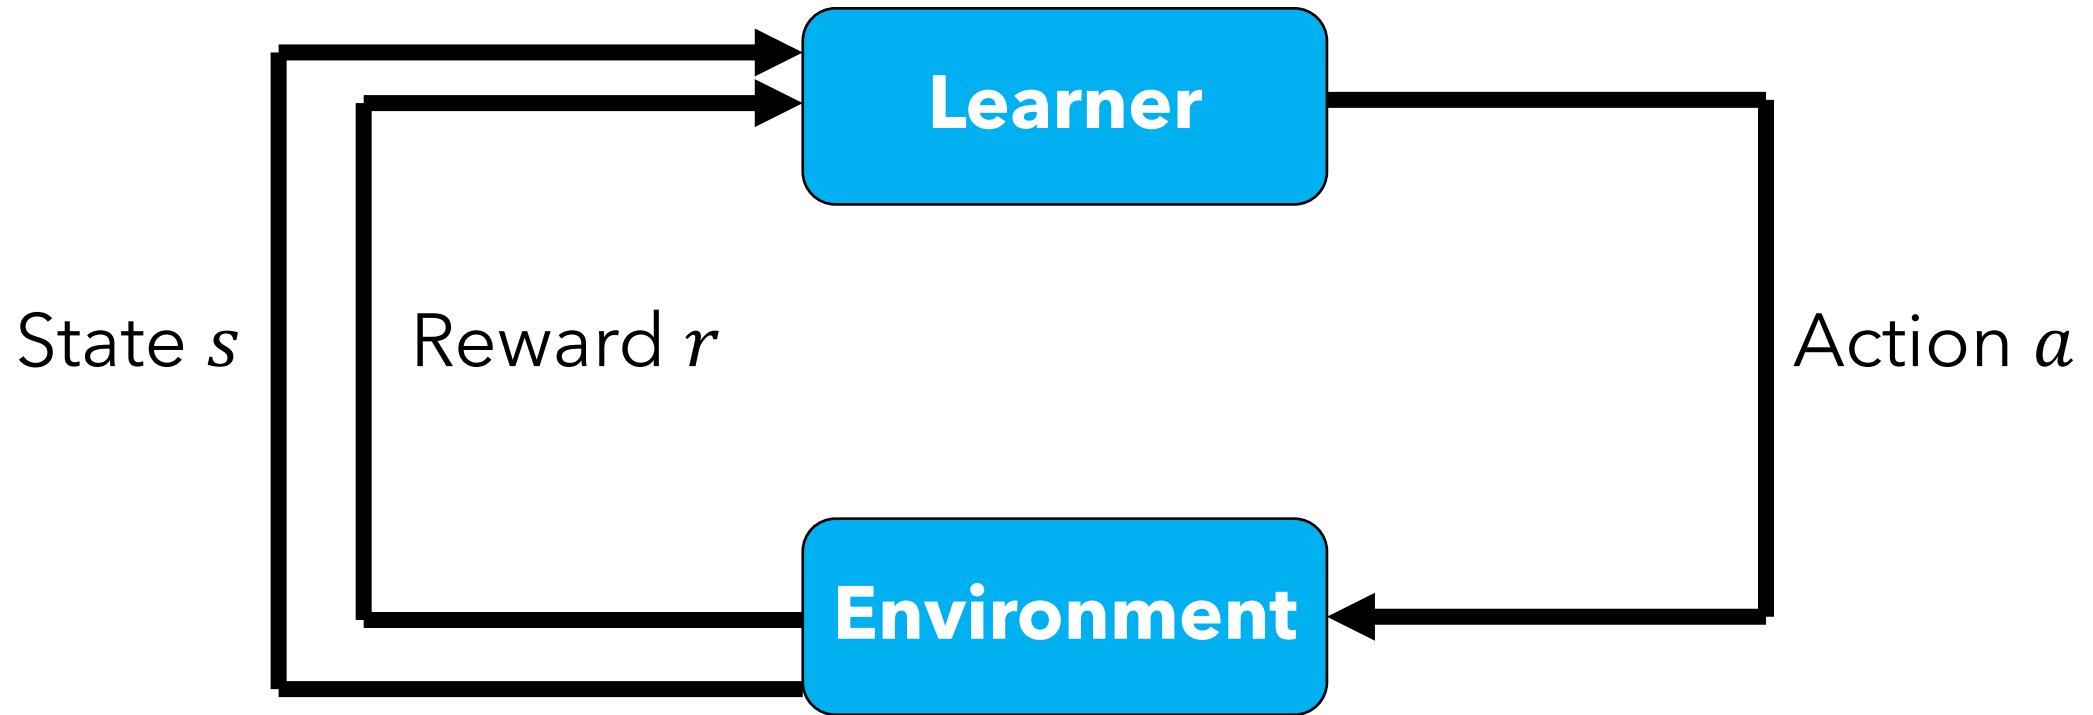 Learner
State s
Reward r
Action a
Environment